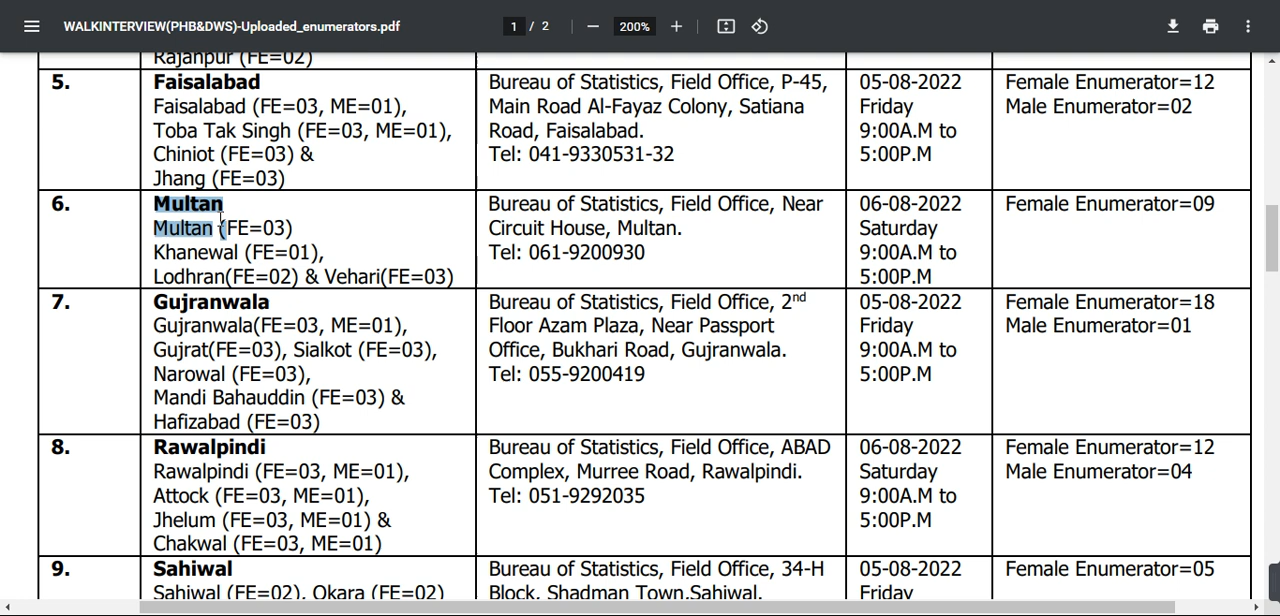 WALKINTERVIEW(PHB&DWS)-Uploaded_enumerators.pdf
1 / 2
200%
Rajanpur (FE=02)
5.
Faisalabad
Faisalabad (FE=03, ME=01),
Toba Tak Singh (FE=03, ME=01),
Chiniot (FE=03) &
Jhang (FE=03)
Bureau of Statistics, Field Office, P-45,
Main Road Al-Fayaz Colony, Satiana
Road, Faisalabad.
Tel: 041-9330531-32
05-08-2022
Friday
9:00A.M to
5:00P.M
Female Enumerator=12
Male Enumerator=02
6.
Multan
Multan (FE=03)
Khanewal (FE=01),
Lodhran(FE=02) & Vehari(FE=03)
Bureau of Statistics, Field Office, Near
Circuit House, Multan.
Tel: 061-9200930
06-08-2022
Saturday
9:00A.M to
5:00P.M
Female Enumerator=09
7.
Gujranwala
Gujranwala(FE=03, ME=01),
Gujrat(FE=03), Sialkot (FE=03),
Narowal (FE=03),
Mandi Bahauddin (FE=03) &
Hafizabad (FE=03)
Bureau of Statistics, Field Office, 2nd
Floor Azam Plaza, Near Passport
Office, Bukhari Road, Gujranwala.
Tel: 055-9200419
05-08-2022
Friday
9:00A.M to
5:00P.M
Female Enumerator=18
Male Enumerator=01
8.
Rawalpindi
Rawalpindi (FE=03, ME=01),
Attock (FE=03, ME=01),
Jhelum (FE=03, ME=01) &
Chakwal (FE=03, ME=01)
Bureau of Statistics, Field Office, ABAD
Complex, Murree Road, Rawalpindi.
Tel: 051-9292035
06-08-2022
Saturday
9:00A.M to
5:00P.M
Female Enumerator=12
Male Enumerator=04
9.
Sahiwal
Sahiwal (FE=02), Okara (FE=02)
Bureau of Statistics, Field Office, 34-H
Block, Shadman Town,Sahiwal.
05-08-2022
Friday
Female Enumerator=05